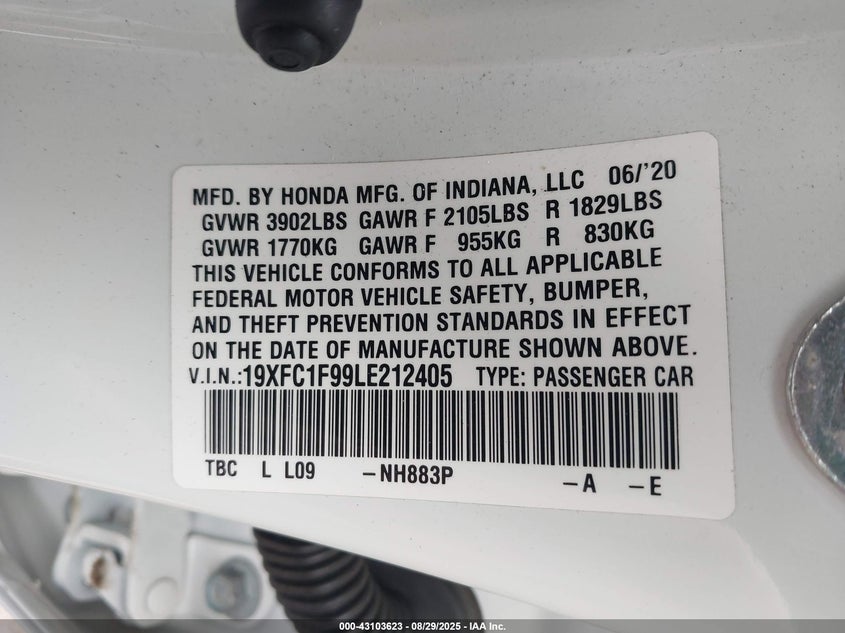 MFD. BY HONDA MFG. OF INDIANA, LLC 06/'20
GVWR 3902LBS GAWR F 2105LBS R 1829LBS
GVWR 1770KG GAWR F 955KG R 830KG
THIS VEHICLE CONFORMS TO ALL APPLICABLE
FEDERAL MOTOR VEHICLE SAFETY, BUMPER,
AND THEFT PREVENTION STANDARDS IN EFFECT
ON THE DATE OF MANUFACTURE SHOWN ABOVE.
V.I.N.:19XFC1F99LE212405 TYPE: PASSENGER CAR
TBC L L09 -NH883P -A -E
000-43103623 - 08/29/2025 - IAA Inc.